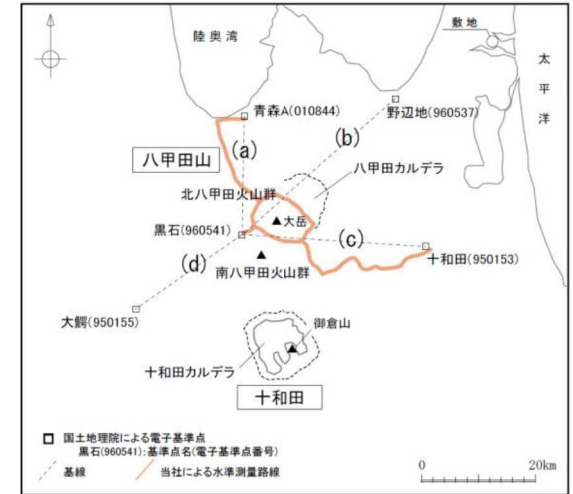 敷地
陸奥湾
太平洋
青森A(010844)
野辺地(960537)
(a)
(b)
八甲田山
八甲田カルデラ
北八甲田火山群
大岳
黒石(960541)
(c)
十和田(950153)
南八甲田火山群
(d)
大鰐(950155)
御倉山
十和田カルデラ
十和田
国土地理院による電子基準点
黒石(960541):基準点名(電子基準点番号)
基線
当社による水準測量路線
0
20km